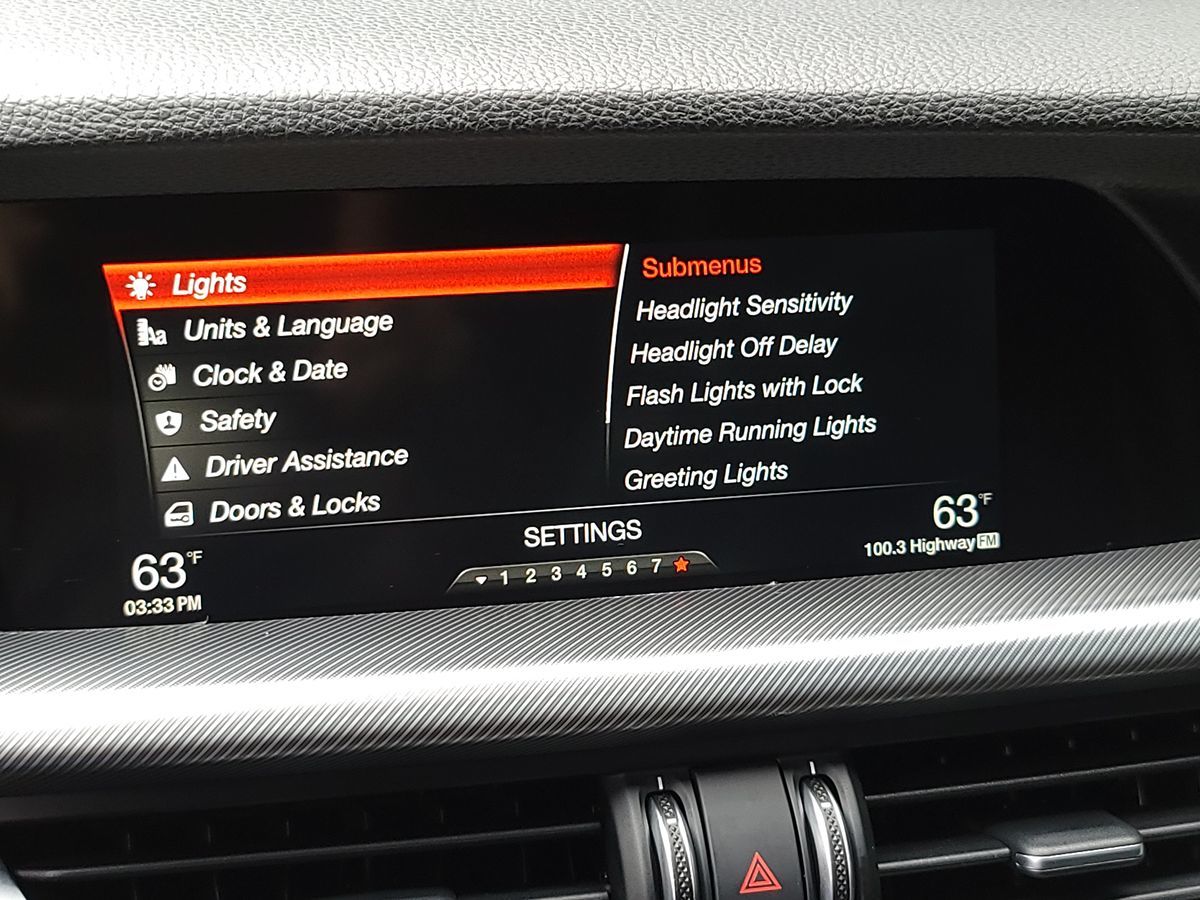 Lights
Units & Language
Clock & Date
Safety
Driver Assistance
Doors & Locks
Submenus
Headlight Sensitivity
Headlight Off Delay
Flash Lights with Lock
Daytime Running Lights
Greeting Lights
SETTINGS
1 2 3 4 5 6 7
63°F
03:33 PM
63°F
100.3 Highway FM
Aa